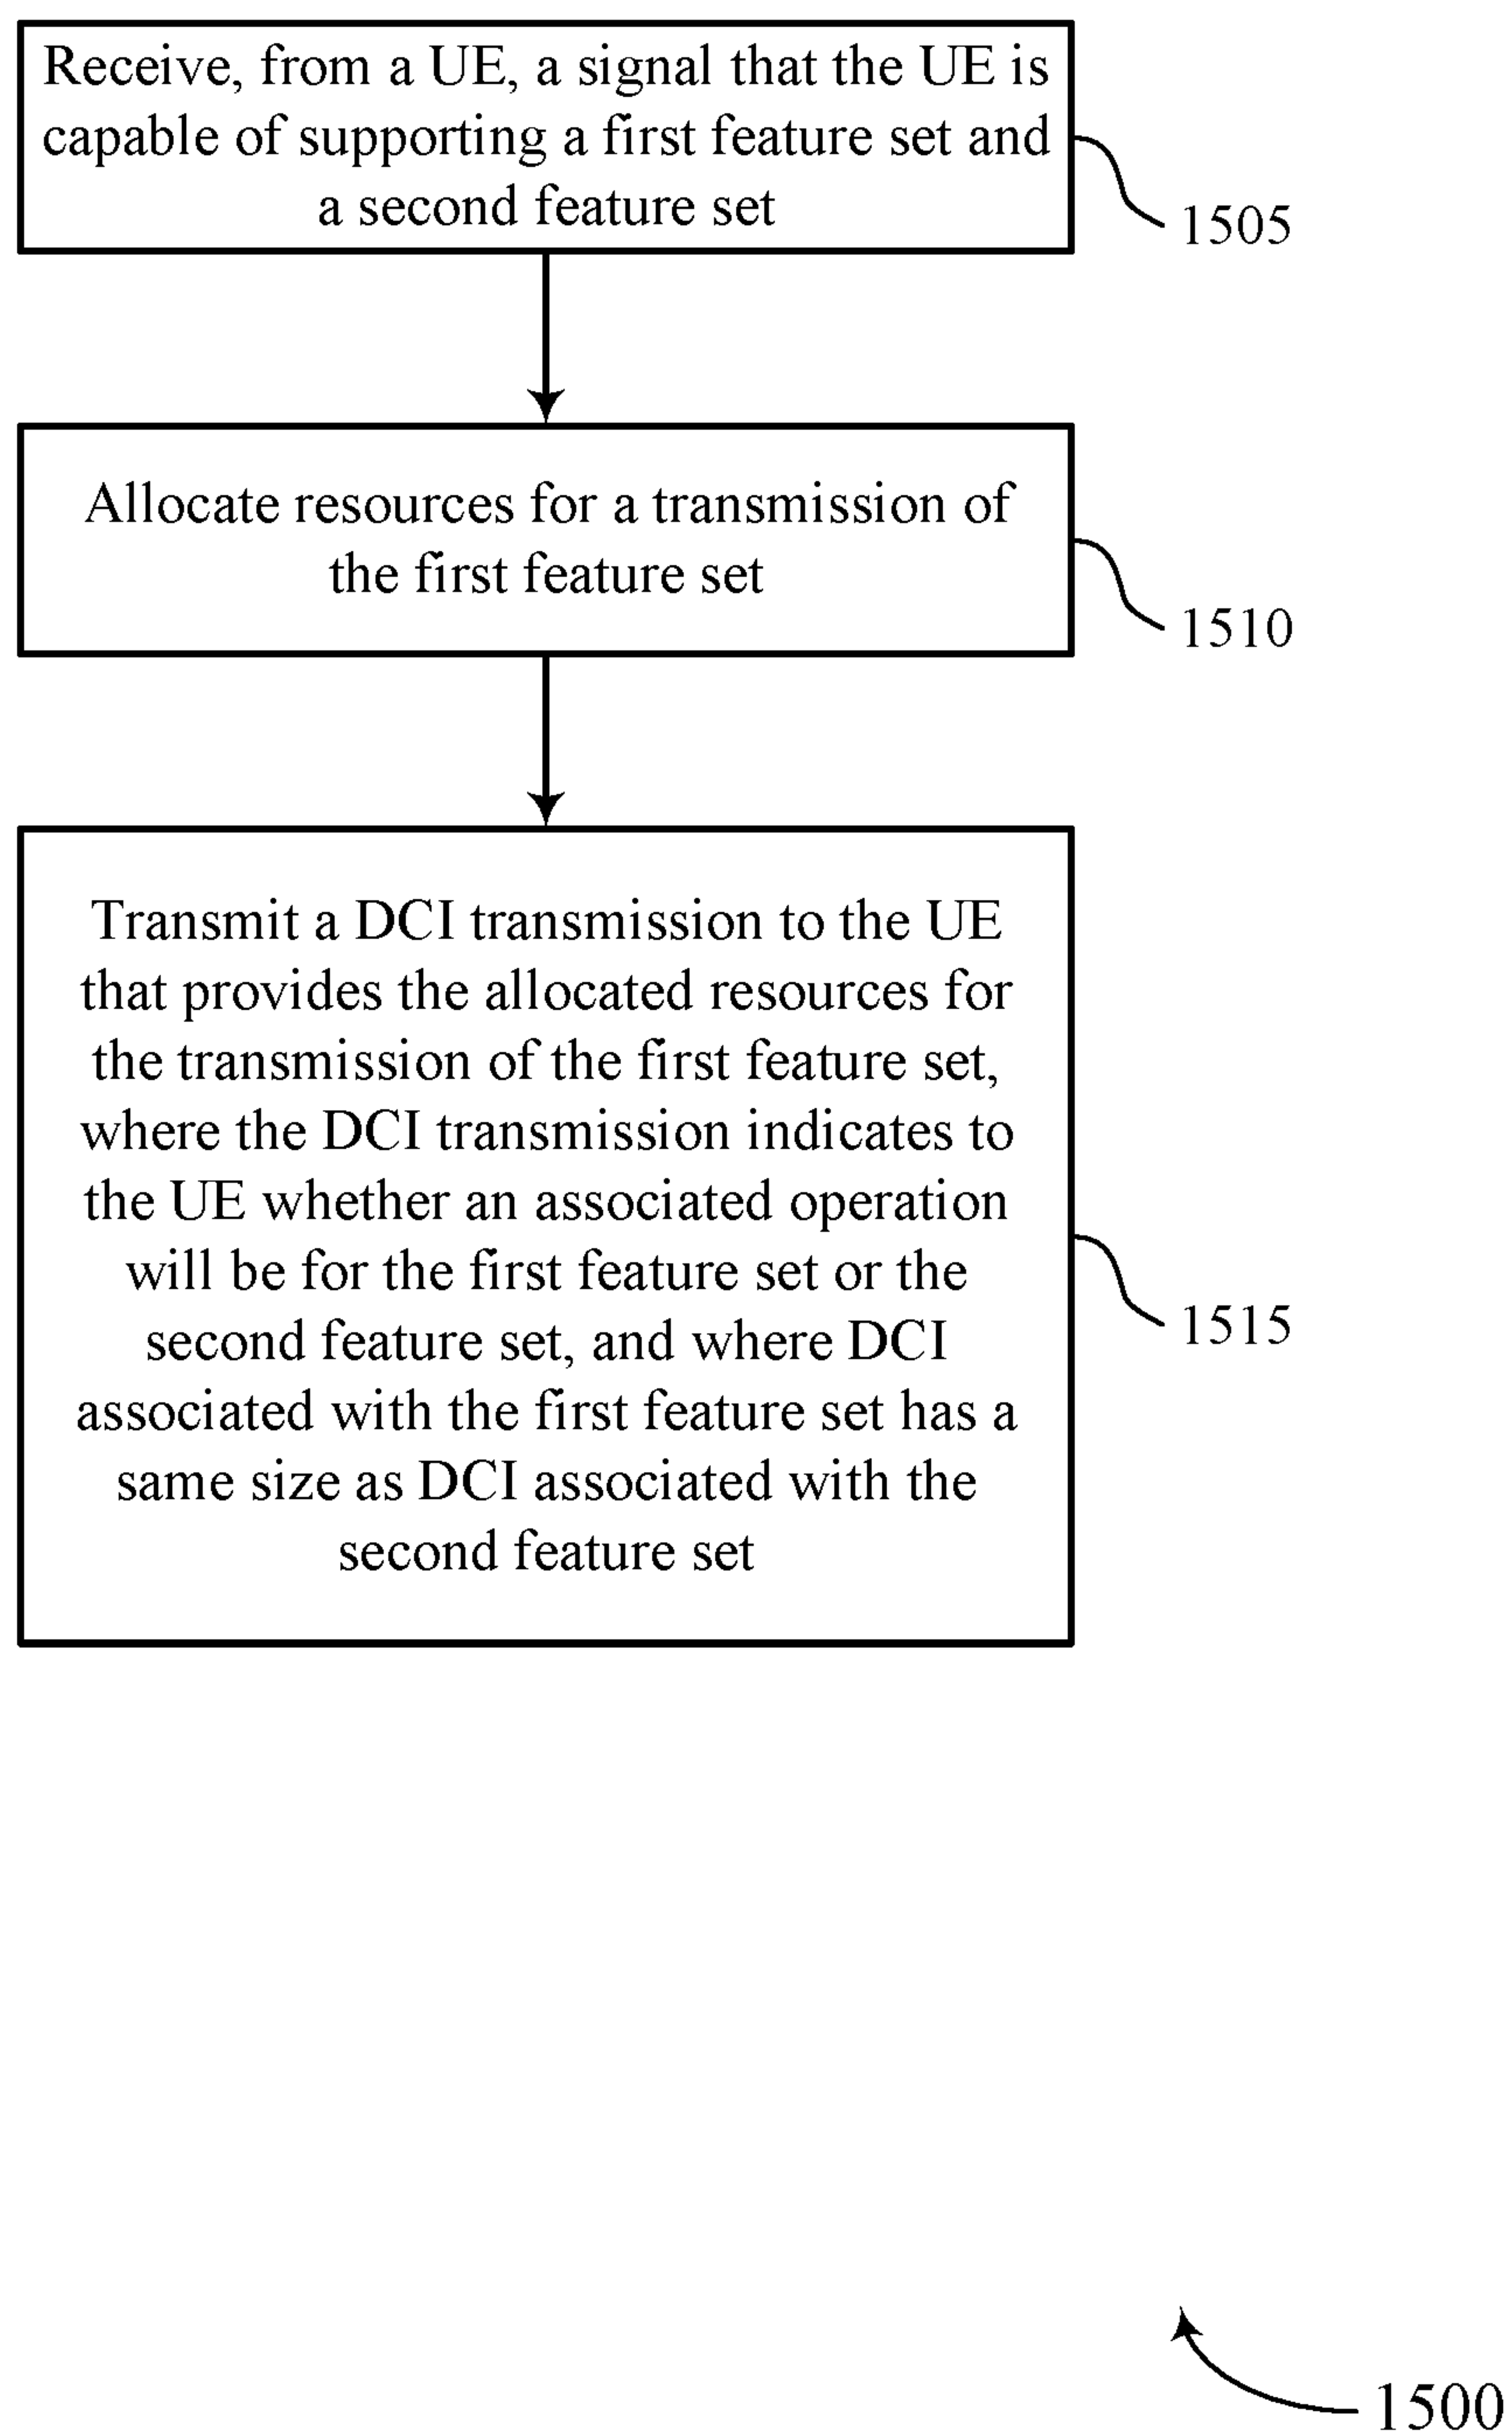 Receive, from a UE, a signal that the UE is
capable of supporting a first feature set and
a second feature set
1505
Allocate resources for a transmission of
the first feature set
1510
Transmit a DCI transmission to the UE
that provides the allocated resources for
the transmission of the first feature set,
where the DCI transmission indicates to
the UE whether an associated operation
will be for the first feature set or the
second feature set, and where DCI
associated with the first feature set has a
same size as DCI associated with the
second feature set
1515
1500